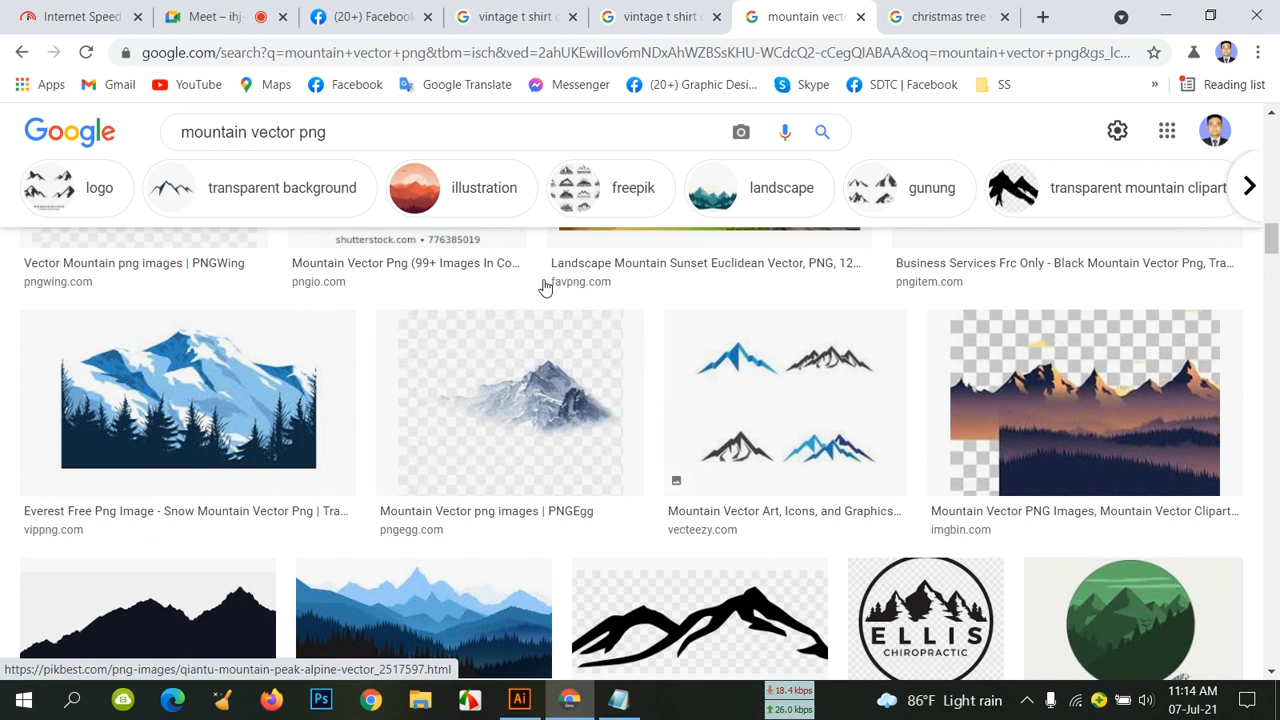 Internet Speed
Meet – ihj-
(20+) Facebook
vintage t shirt
vintage t shirt
mountain vect
christmas tree
google.com/search?q=mountain+vector+png&tbm=isch&ved=2ahUKEwiIlov6mNDxAhWZBSsKHU-WCdcQ2-cCegQIABAA&oq=mountain+vector+png&gs_lc...
Apps
Gmail
YouTube
Maps
Facebook
Google Translate
Messenger
(20+) Graphic Desi...
Skype
SDTC | Facebook
SS
»
Reading list
Google
mountain vector png
logo
transparent background
illustration
freepik
landscape
gunung
transparent mountain clipart
shutterstock.com • 776385019
Vector Mountain png images | PNGWing
Mountain Vector Png (99+ Images In Co...
Landscape Mountain Sunset Euclidean Vector, PNG, 12...
Business Services Frc Only - Black Mountain Vector Png, Tra...
pngwing.com
pngio.com
favpng.com
pngitem.com
Everest Free Png Image - Snow Mountain Vector Png | Tra...
Mountain Vector png images | PNGEgg
Mountain Vector Art, Icons, and Graphics...
Mountain Vector PNG Images, Mountain Vector Clipart...
vippng.com
pngegg.com
vecteezy.com
imgbin.com
ELLIS
CHIROPRACTIC
https://pikbest.com/png-images/qiantu-mountain-peak-alpine-vector_2517597.html
Ps
Ai
18.4 kbps
26.0 kbps
86°F Light rain
11:14 AM
07-Jul-21